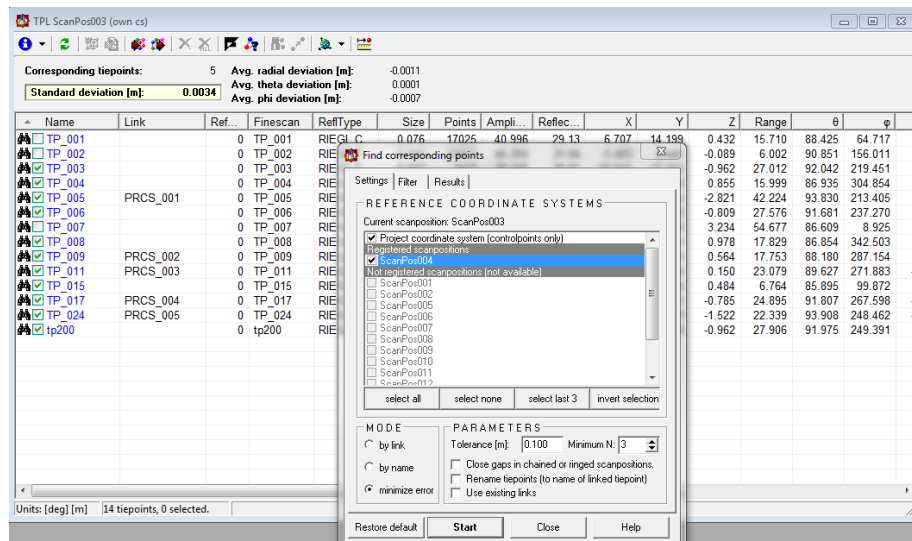 TPL ScanPos003 (own cs)
Corresponding tiepoints: 5 Avg. radial deviation [m]: -0.0011
Avg. theta deviation [m]: 0.0001
Standard deviation [m]: 0.0034 Avg. phi deviation [m]: -0.0007
Name Link Ref... Finescan ReflType Size Points Ampli... Reflec... X Y Z Range θ φ
TP_001 0 TP_001 RIEGL C 0.076 17025 40.996 29.13 6.707 14.199 0.432 15.710 88.425 64.717
TP_002 0 TP_002 RIE -0.089 6.002 90.851 156.011
TP_003 0 TP_003 RIE -0.962 27.012 92.042 219.451
TP_004 0 TP_004 RIE 0.855 15.999 86.935 304.854
TP_005 PRCS_001 0 TP_005 RIE -2.821 42.224 93.830 213.405
TP_006 0 TP_006 RIE -0.809 27.576 91.681 237.270
TP_007 0 TP_007 RIE 3.234 54.677 86.609 8.925
TP_008 0 TP_008 RIE 0.978 17.829 86.854 342.503
TP_009 PRCS_002 0 TP_009 RIE 0.564 17.753 88.180 287.154
TP_011 PRCS_003 0 TP_011 RIE 0.150 23.079 89.627 271.883
TP_015 0 TP_015 RIE 0.484 6.764 85.895 99.872
TP_017 PRCS_004 0 TP_017 RIE -0.785 24.895 91.807 267.598
TP_024 PRCS_005 0 TP_024 RIE -1.522 22.339 93.908 248.462
tp200 0 tp200 RIE -0.962 27.906 91.975 249.391
Find corresponding points
Settings Filter Results
REFERENCE COORDINATE SYSTEMS
Current scanposition: ScanPos003
Project coordinate system (controlpoints only)
Registered scanpositions
ScanPos004
Not registered scanpositions (not available)
ScanPos001
ScanPos002
ScanPos005
ScanPos006
ScanPos007
ScanPos008
ScanPos009
ScanPos010
ScanPos011
ScanPos012
select all select none select last 3 invert selection
MODE
by link
by name
minimize error
PARAMETERS
Tolerance [m]: 0.100 Minimum N: 3
Close gaps in chained or ringed scanpositions.
Rename tiepoints (to name of linked tiepoint)
Use existing links
Restore default Start Close Help
Units: [deg] [m] 14 tiepoints, 0 selected.